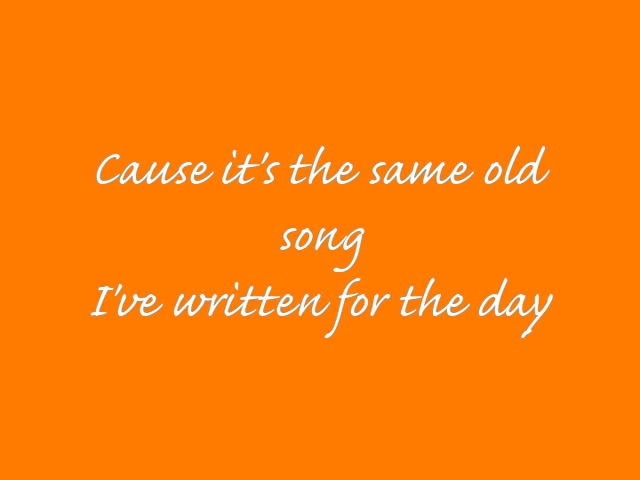 Cause it's the same old
song
I've written for the day